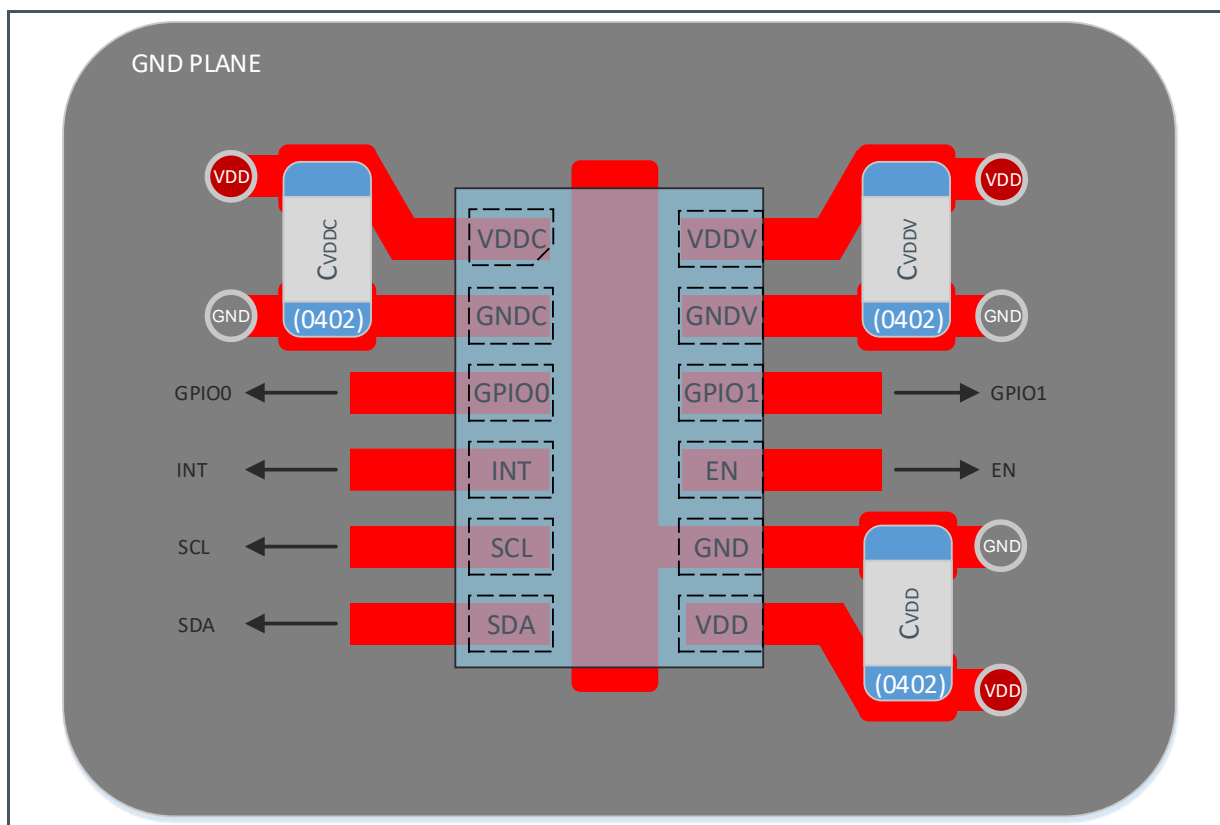 GND PLANE
VDD
CVDDC
(0402)
GND
VDDC
GNDC
GPIO0
INT
SCL
SDA
VDDV
GNDV
GPIO1
EN
GND
VDD
VDD
CVDDV
(0402)
GND
GPIO0
INT
SCL
SDA
GPIO1
EN
GND
CVDD
(0402)
VDD